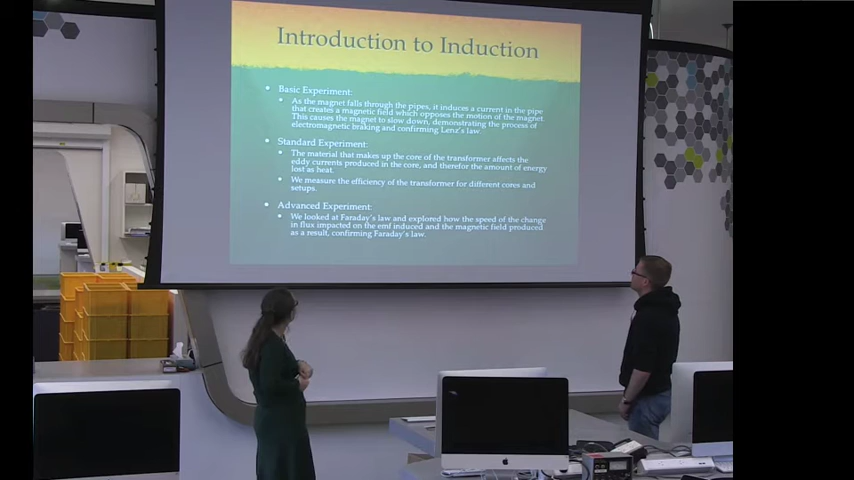 Introduction to Induction
Basic Experiment:
As the magnet falls through the pipes, it induces a current in the pipe
that creates a magnetic field which opposes the motion of the magnet.
This causes the magnet to slow down, demonstrating the process of
electromagnetic braking and confirming Lenz's law.
Standard Experiment:
The material that makes up the core of the transformer affects the
eddy currents produced in the core, and therefor the amount of energy
lost as heat.
We measure the efficiency of the transformer for different cores and
setups.
Advanced Experiment:
We looked at Faraday's law and explored how the speed of the change
in flux impacted on the emf induced and the magnetic field produced
as a result, confirming Faraday's law.